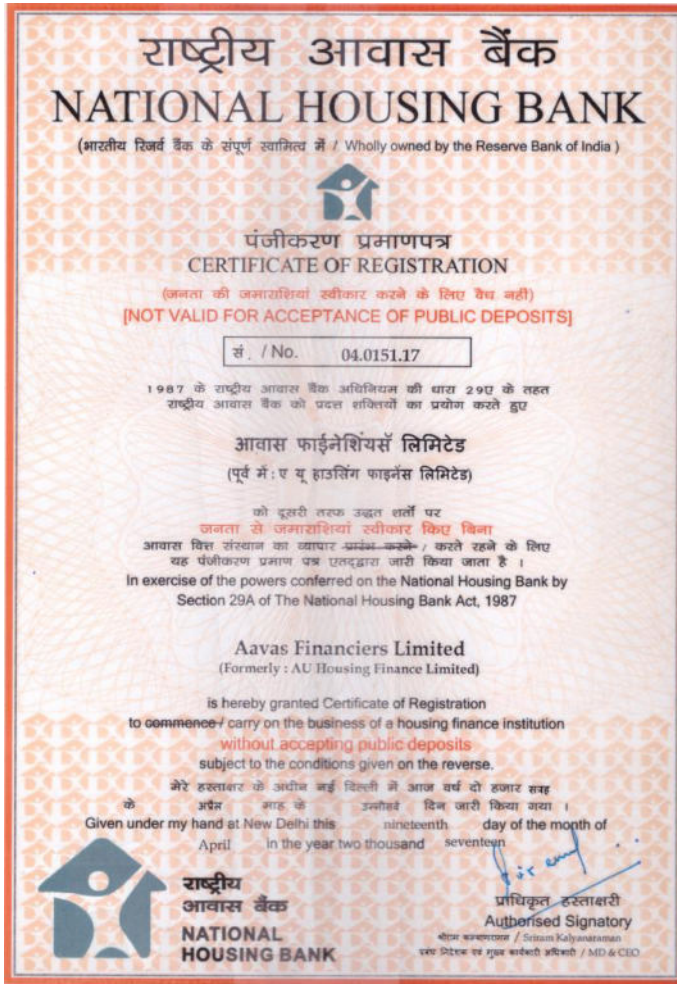 राष्ट्रीय आवास बैंक
NATIONAL HOUSING BANK
(भारतीय रिजर्व बैंक के संपूर्ण स्वामित्व में / Wholly owned by the Reserve Bank of India )
पंजीकरण प्रमाणपत्र
CERTIFICATE OF REGISTRATION
(जनता की जमाराशियां स्वीकार करने के लिए वैध नहीं)
[NOT VALID FOR ACCEPTANCE OF PUBLIC DEPOSITS]
सं. / No. 04.0151.17
1987 के राष्ट्रीय आवास बैंक अधिनियम की धारा 29ए के तहत
राष्ट्रीय आवास बैंक को प्रदत्त शक्तियों का प्रयोग करते हुए
आवास फाईनेशियर्स लिमिटेड
(पूर्व में : ए यू हाउसिंग फाइनेंस लिमिटेड)
को दूसरी तरफ उद्धत शर्तों पर
जनता से जमाराशियां स्वीकार किए बिना
आवास वित्त संस्थान का व्यापार प्रारंभ करने / करते रहने के लिए
यह पंजीकरण प्रमाण पत्र एतद्द्वारा जारी किया जाता है ।
In exercise of the powers conferred on the National Housing Bank by
Section 29A of The National Housing Bank Act, 1987
Aavas Financiers Limited
(Formerly : AU Housing Finance Limited)
is hereby granted Certificate of Registration
to commence / carry on the business of a housing finance institution
without accepting public deposits
subject to the conditions given on the reverse.
मेरे हस्ताक्षर के अधीन नई दिल्ली में आज वर्ष दो हजार सत्रह
के अप्रैल माह के उन्नीसवे दिन जारी किया गया ।
Given under my hand at New Delhi this nineteenth day of the month of
April in the year two thousand seventeen
राष्ट्रीय
आवास बैंक
NATIONAL
HOUSING BANK
प्राधिकृत हस्ताक्षरी
Authorised Signatory
श्रीराम कल्याणरामन / Sriram Kalyanaraman
प्रबंध निदेशक एवं मुख्य कार्यकारी अधिकारी / MD & CEO